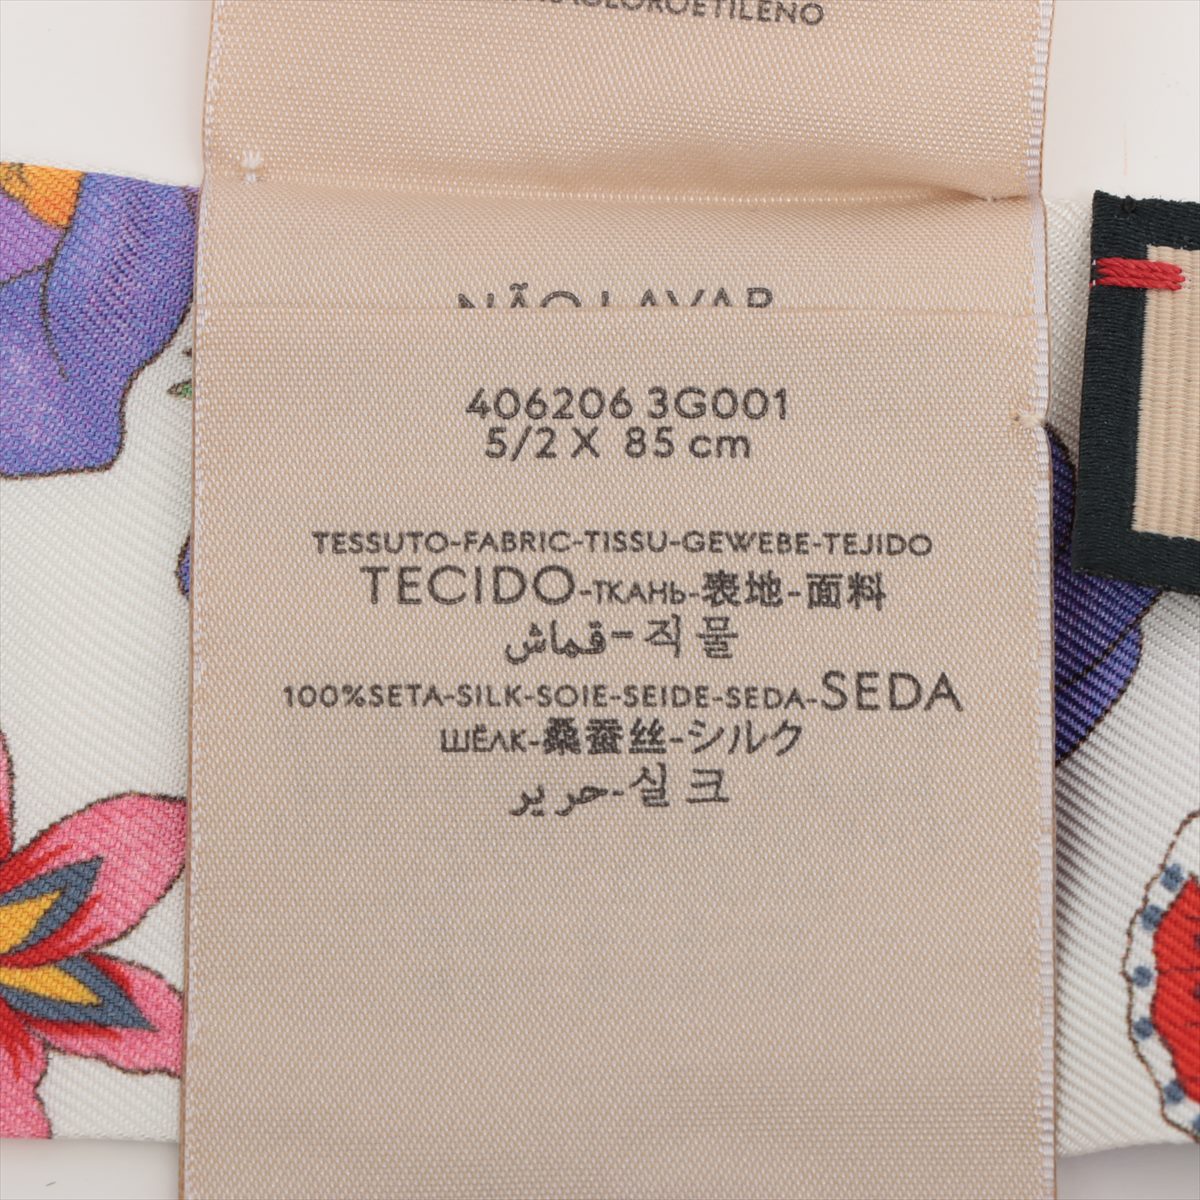 NÃO LAVAR
406206 3G001
5/2 X 85 cm
TESSUTO-FABRIC-TISSU-GEWEBE-TEJIDO
TECIDO-ТКАНЬ-表地-面料
قماش-직물
100%SETA-SILK-SOIE-SEIDE-SEDA-SEDA
ШЁЛК-桑蚕丝-シルク
حرير-실크